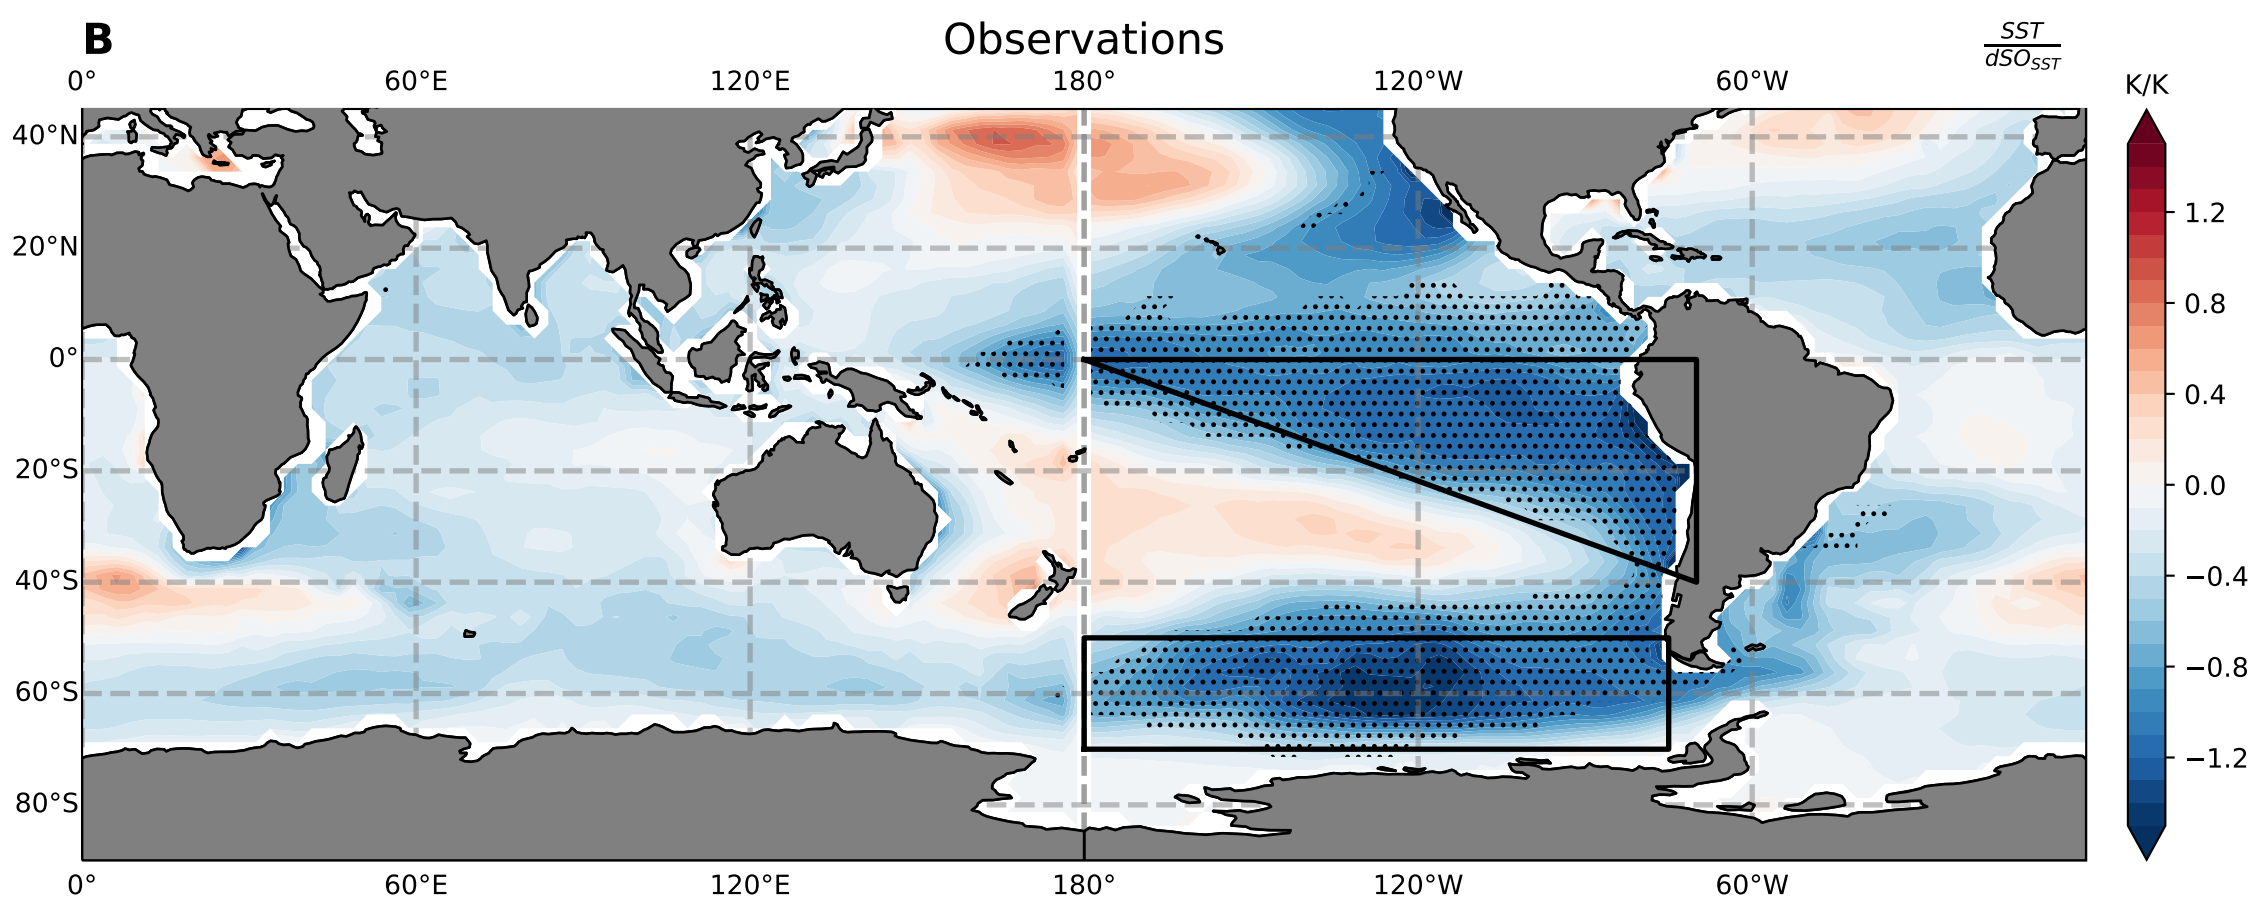 B
Observations
SST
dSO_SST
0°
60°E
120°E
180°
120°W
60°W
K/K
40°N
20°N
0°
20°S
40°S
60°S
80°S
1.2
0.8
0.4
0.0
−0.4
−0.8
−1.2
0°
60°E
120°E
180°
120°W
60°W